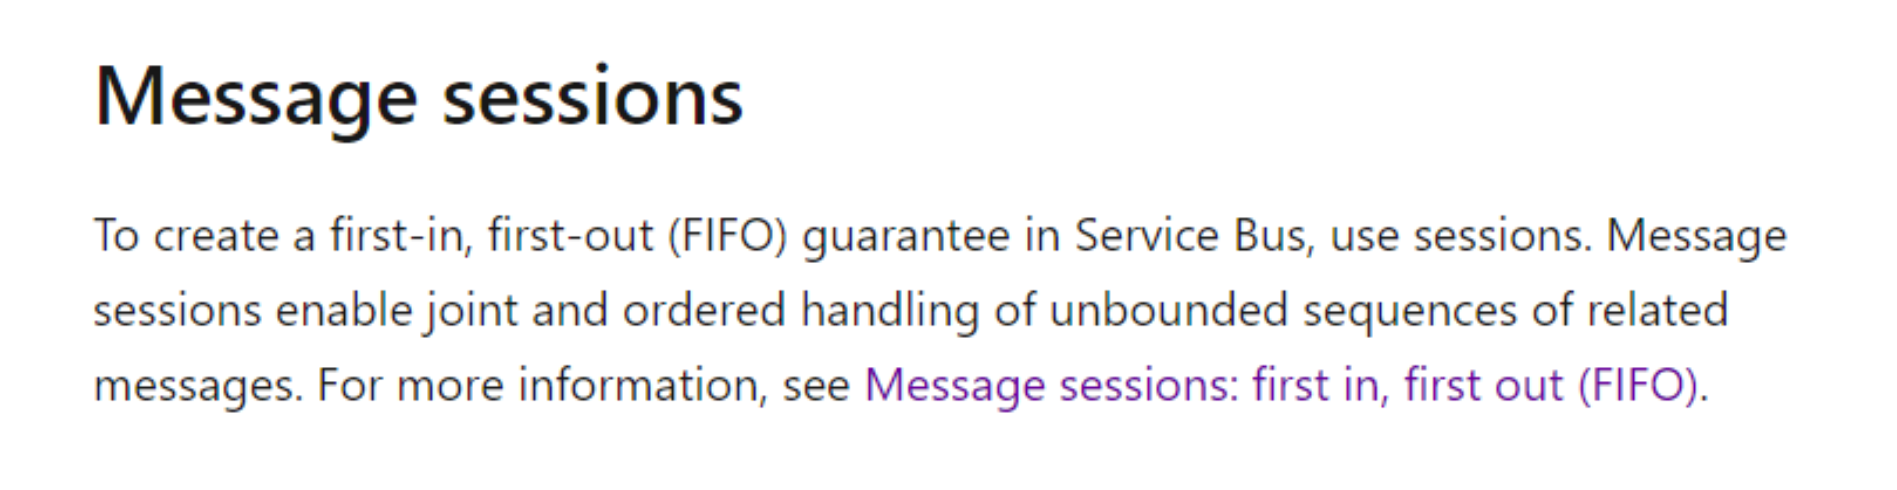 Message sessions
To create a first-in, first-out (FIFO) guarantee in Service Bus, use sessions. Message
sessions enable joint and ordered handling of unbounded sequences of related
messages. For more information, see Message sessions: first in, first out (FIFO).